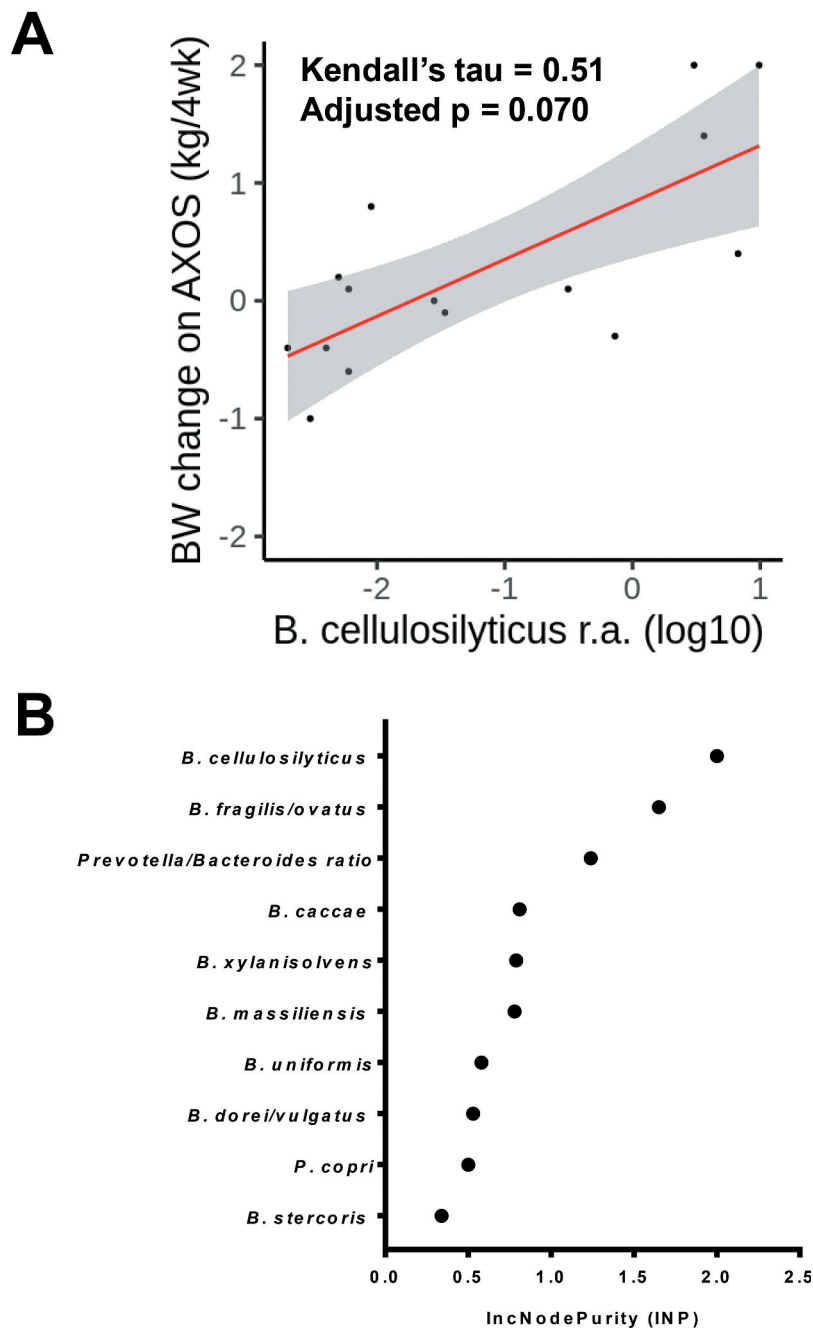 A
Kendall's tau = 0.51
Adjusted p = 0.070
BW change on AXOS (kg/4wk)
2
1
0
-1
-2
-2 -1 0 1
B. cellulosilyticus r.a. (log10)
B
B. cellulosilyticus
B. fragilis/ovatus
Prevotella/Bacteroides ratio
B. caccae
B. xylanisolvens
B. massiliensis
B. uniformis
B. dorei/vulgatus
P. copri
B. stercoris
0.0 0.5 1.0 1.5 2.0 2.5
IncNodePurity (INP)